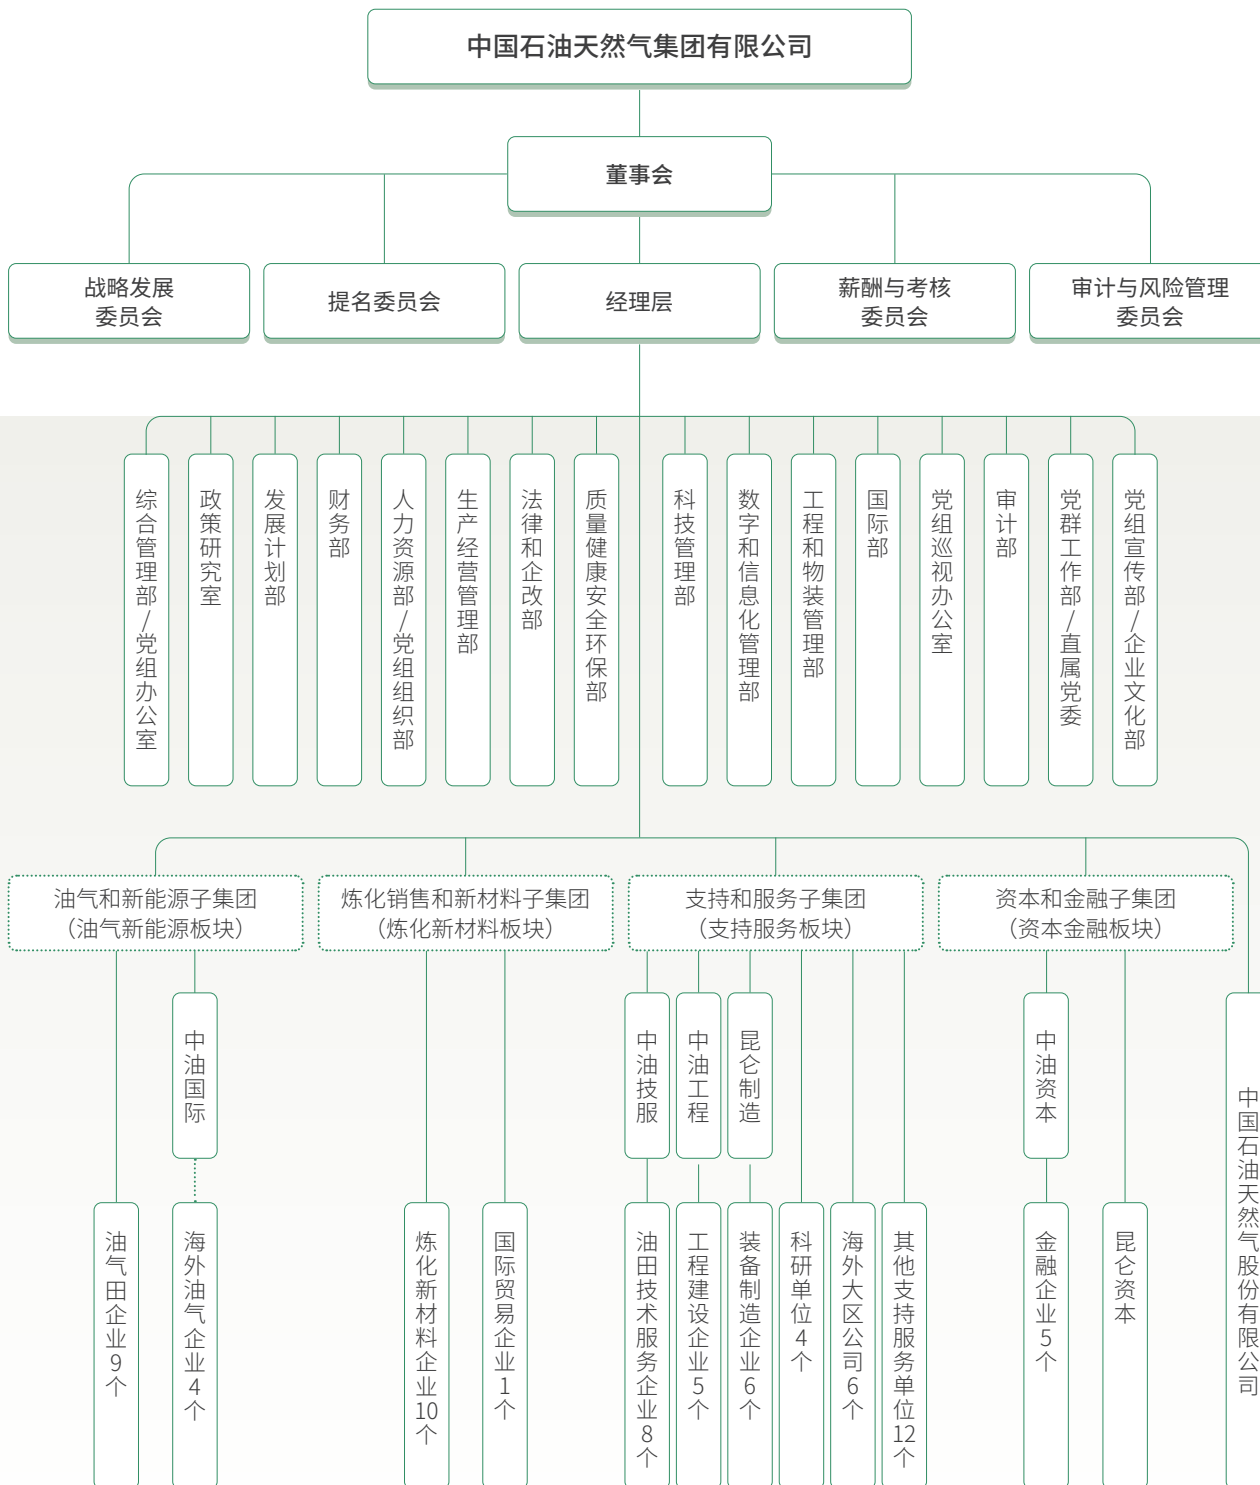 中国石油天然气集团有限公司
董事会
战略发展
委员会
提名委员会
经理层
薪酬与考核
委员会
审计与风险管理
委员会
综合管理部/党组办公室
政策研究室
发展计划部
财务部
人力资源部/党组组织部
生产经营管理部
法律和企改部
质量健康安全环保部
科技管理部
数字和信息化管理部
工程和物装管理部
国际部
党组巡视办公室
审计部
党群工作部/直属党委
党组宣传部/企业文化部
油气和新能源子集团
（油气新能源板块）
炼化销售和新材料子集团
（炼化新材料板块）
支持和服务子集团
（支持服务板块）
资本和金融子集团
（资本金融板块）
中油国际
中油技服
中油工程
昆仑制造
中油资本
中国石油天然气股份有限公司
油气田企业9个
海外油气企业4个
炼化新材料企业10个
国际贸易企业1个
油田技术服务企业8个
工程建设企业5个
装备制造企业6个
科研单位4个
海外大区公司6个
其他支持服务单位12个
金融企业5个
昆仑资本